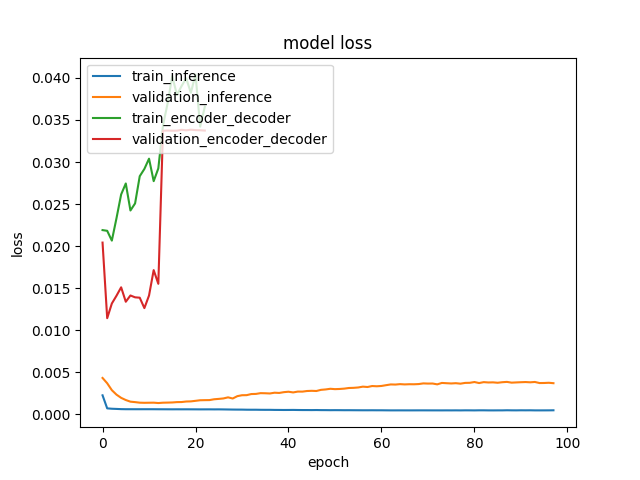 model loss
train_inference
validation_inference
train_encoder_decoder
validation_encoder_decoder
0.040
0.035
0.030
0.025
0.020
0.015
0.010
0.005
0.000
loss
0 20 40 60 80 100
epoch